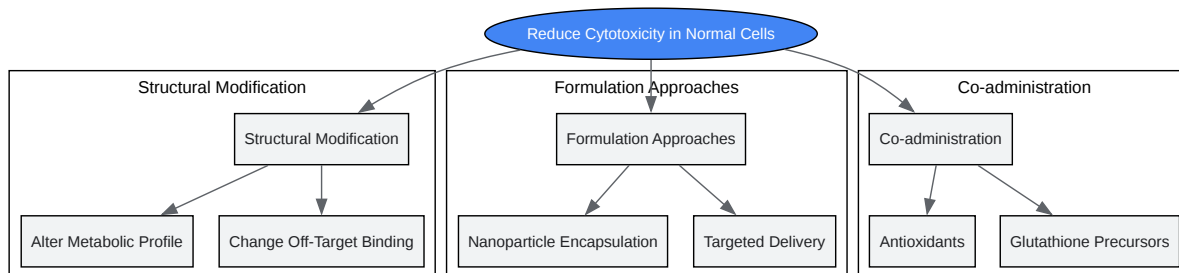 Reduce Cytotoxicity in Normal Cells
Structural Modification
Formulation Approaches
Co-administration
Structural Modification
Formulation Approaches
Co-administration
Alter Metabolic Profile
Change Off-Target Binding
Nanoparticle Encapsulation
Targeted Delivery
Antioxidants
Glutathione Precursors